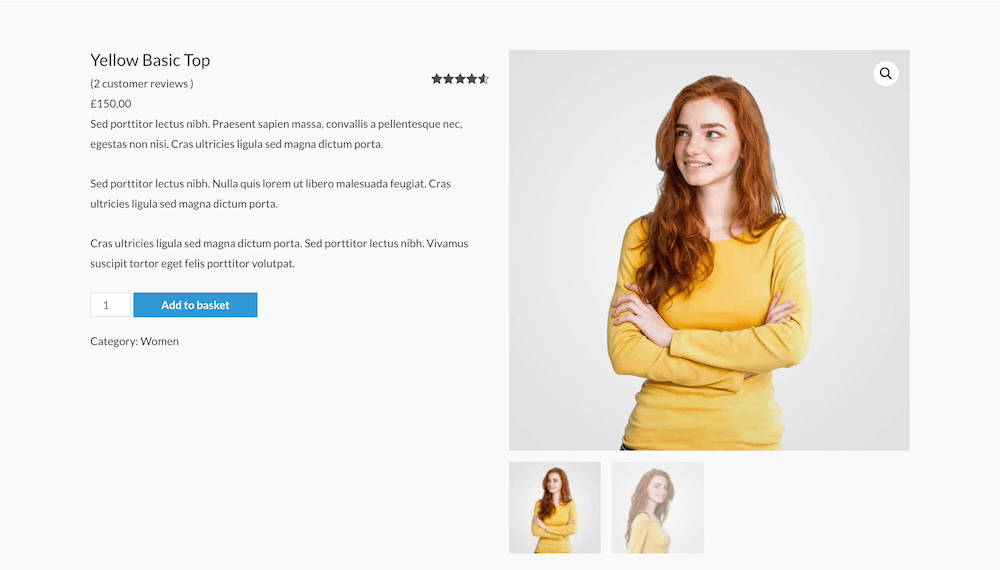 Yellow Basic Top
(2 customer reviews )
£150.00
Sed porttitor lectus nibh. Praesent sapien massa, convallis a pellentesque nec,
egestas non nisi. Cras ultricies ligula sed magna dictum porta.
Sed porttitor lectus nibh. Nulla quis lorem ut libero malesuada feugiat. Cras
ultricies ligula sed magna dictum porta.
Cras ultricies ligula sed magna dictum porta. Sed porttitor lectus nibh. Vivamus
suscipit tortor eget felis porttitor volutpat.
1 Add to basket
Category: Women